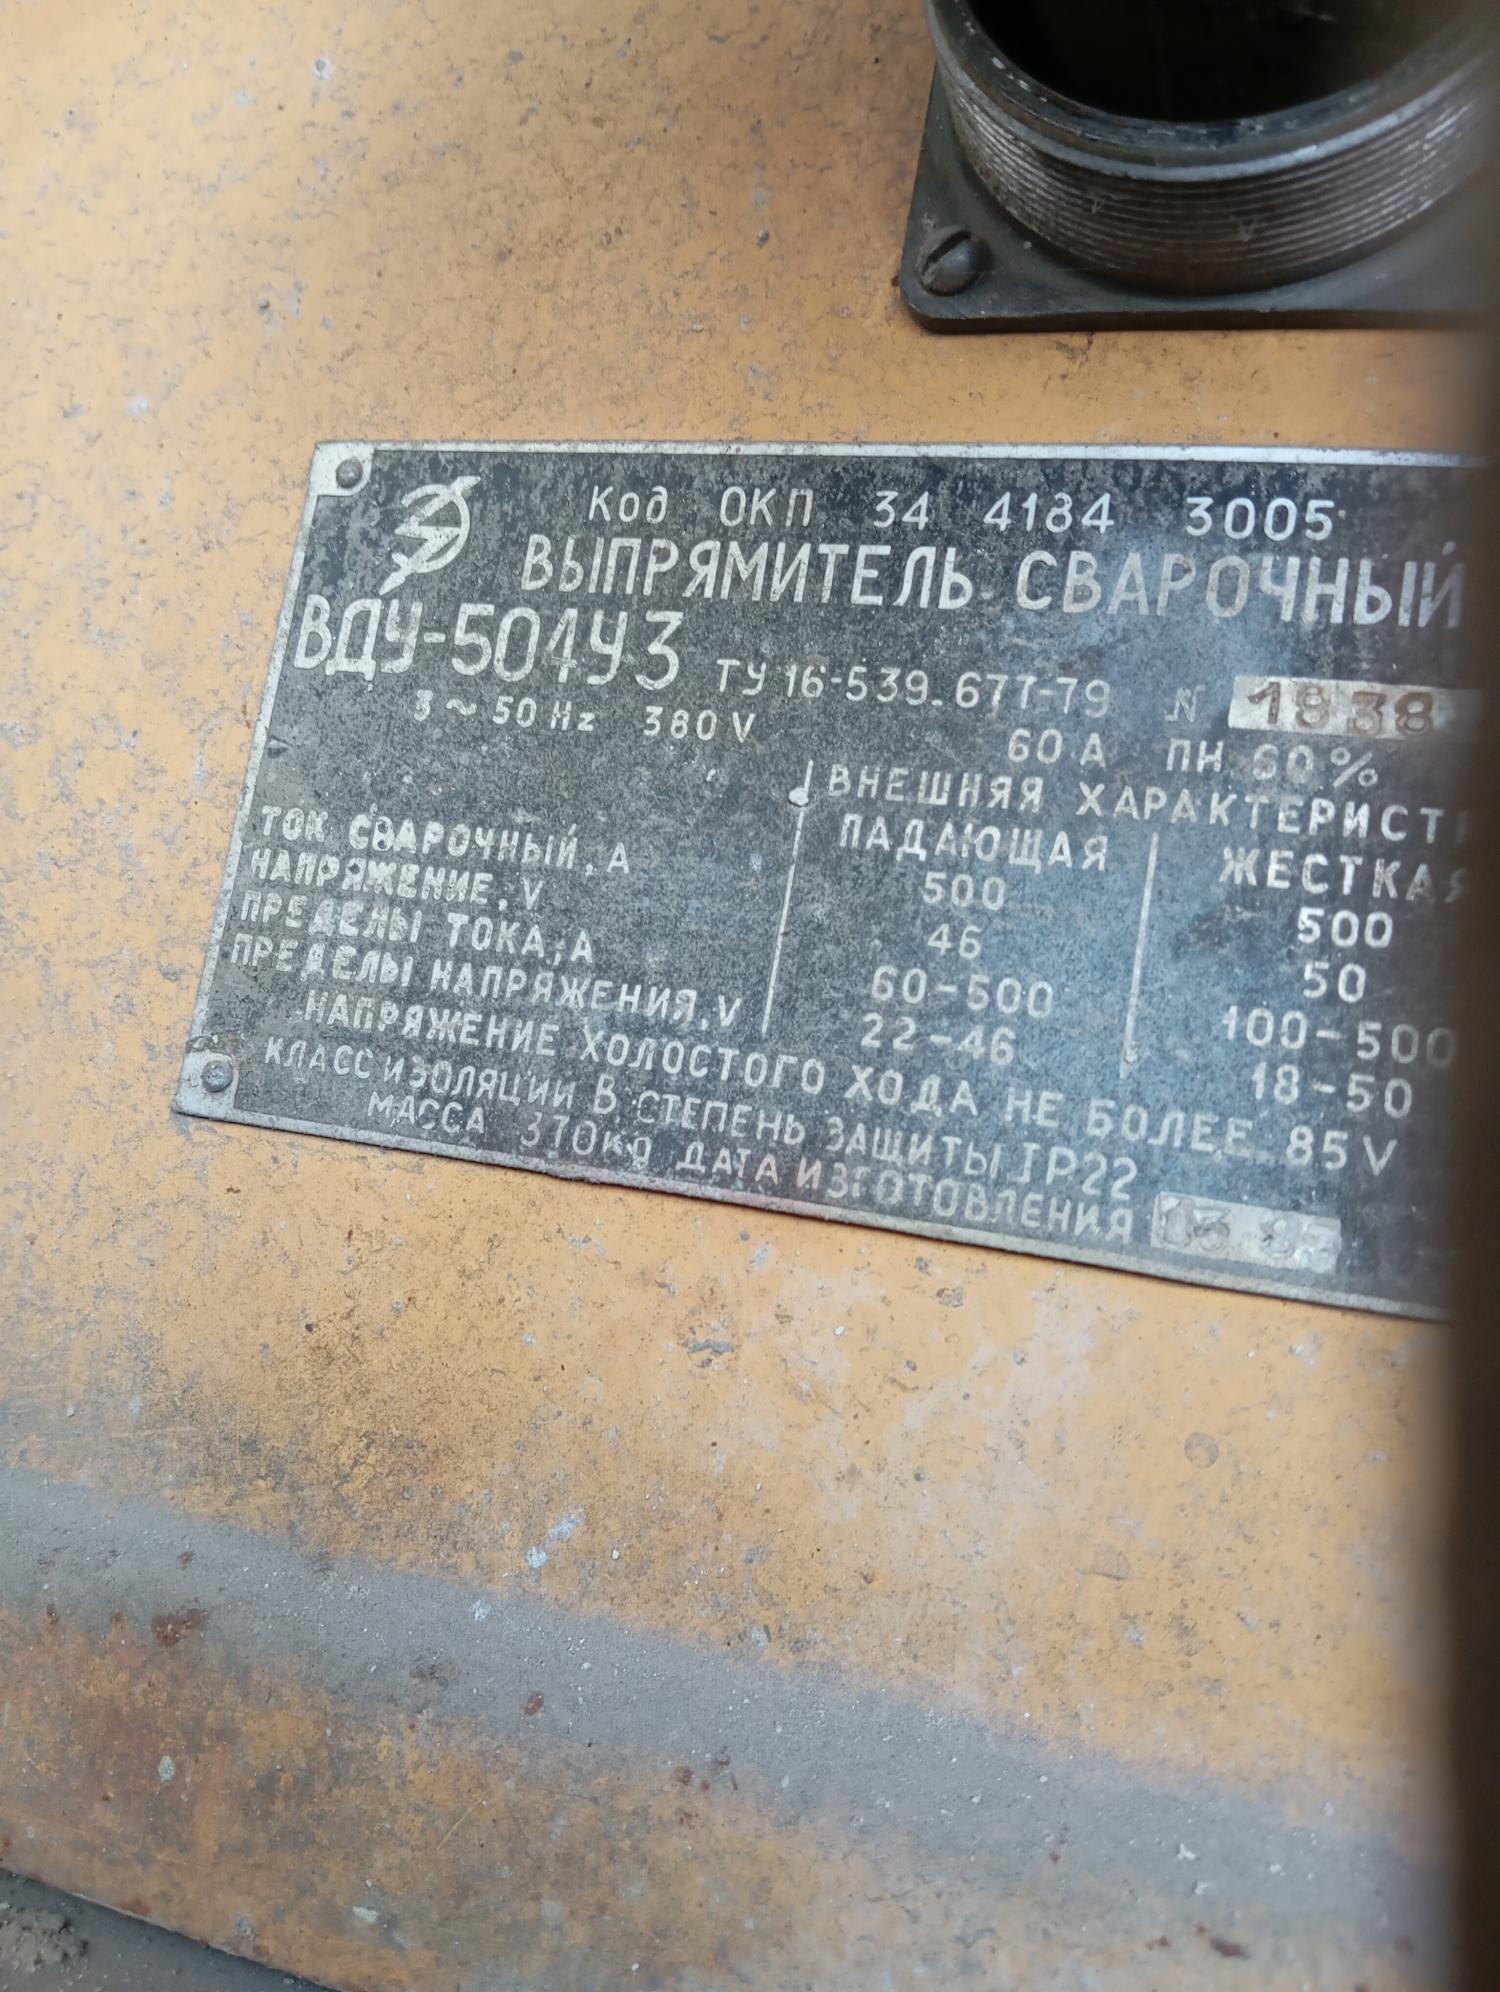 Код ОКП 34 4184 3005
ВЫПРЯМИТЕЛЬ СВАРОЧНЫЙ
ВДУ-504У3 ТУ 16-539.677-79 N 1838
3 ~ 50 Hz 380 V 60 A ПН 60 %
ВНЕШНЯЯ ХАРАКТЕРИСТ
ПАДАЮЩАЯ ЖЕСТКАЯ
ТОК СВАРОЧНЫЙ, А 500 500
НАПРЯЖЕНИЕ, V 46 50
ПРЕДЕЛЫ ТОКА, А 60-500 100-500
ПРЕДЕЛЫ НАПРЯЖЕНИЯ, V 22-46 18-50
НАПРЯЖЕНИЕ ХОЛОСТОГО ХОДА НЕ БОЛЕЕ 85 V
КЛАСС ИЗОЛЯЦИИ В СТЕПЕНЬ ЗАЩИТЫ IP22
МАССА 370 кg ДАТА ИЗГОТОВЛЕНИЯ